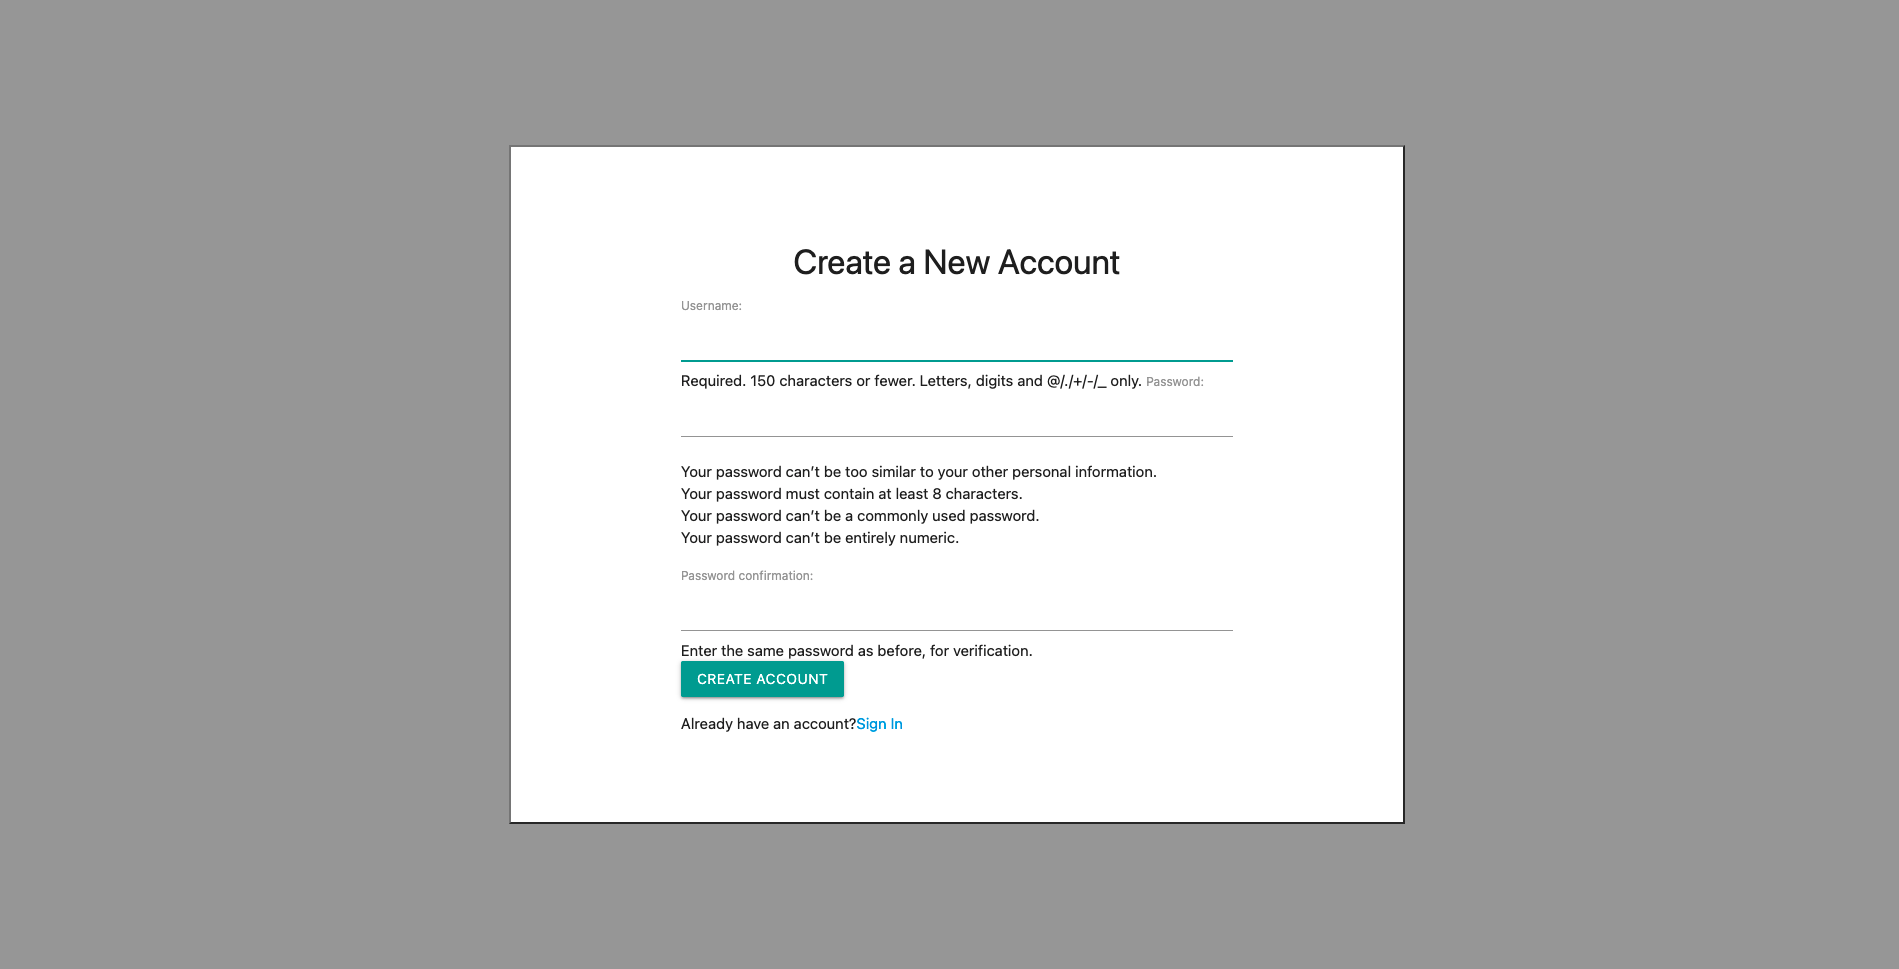 Create a New Account
Username:
Required. 150 characters or fewer. Letters, digits and @/./+/-/_ only. Password:
Your password can’t be too similar to your other personal information.
Your password must contain at least 8 characters.
Your password can’t be a commonly used password.
Your password can’t be entirely numeric.
Password confirmation:
Enter the same password as before, for verification.
CREATE ACCOUNT
Already have an account?Sign In